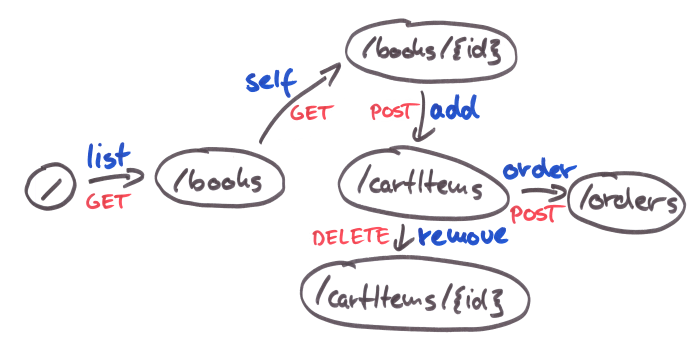 /books/{id}
self
GET
POST
add
list
GET
/
/books
/cartItems
order
POST
/orders
DELETE
remove
/cartItems/{id}